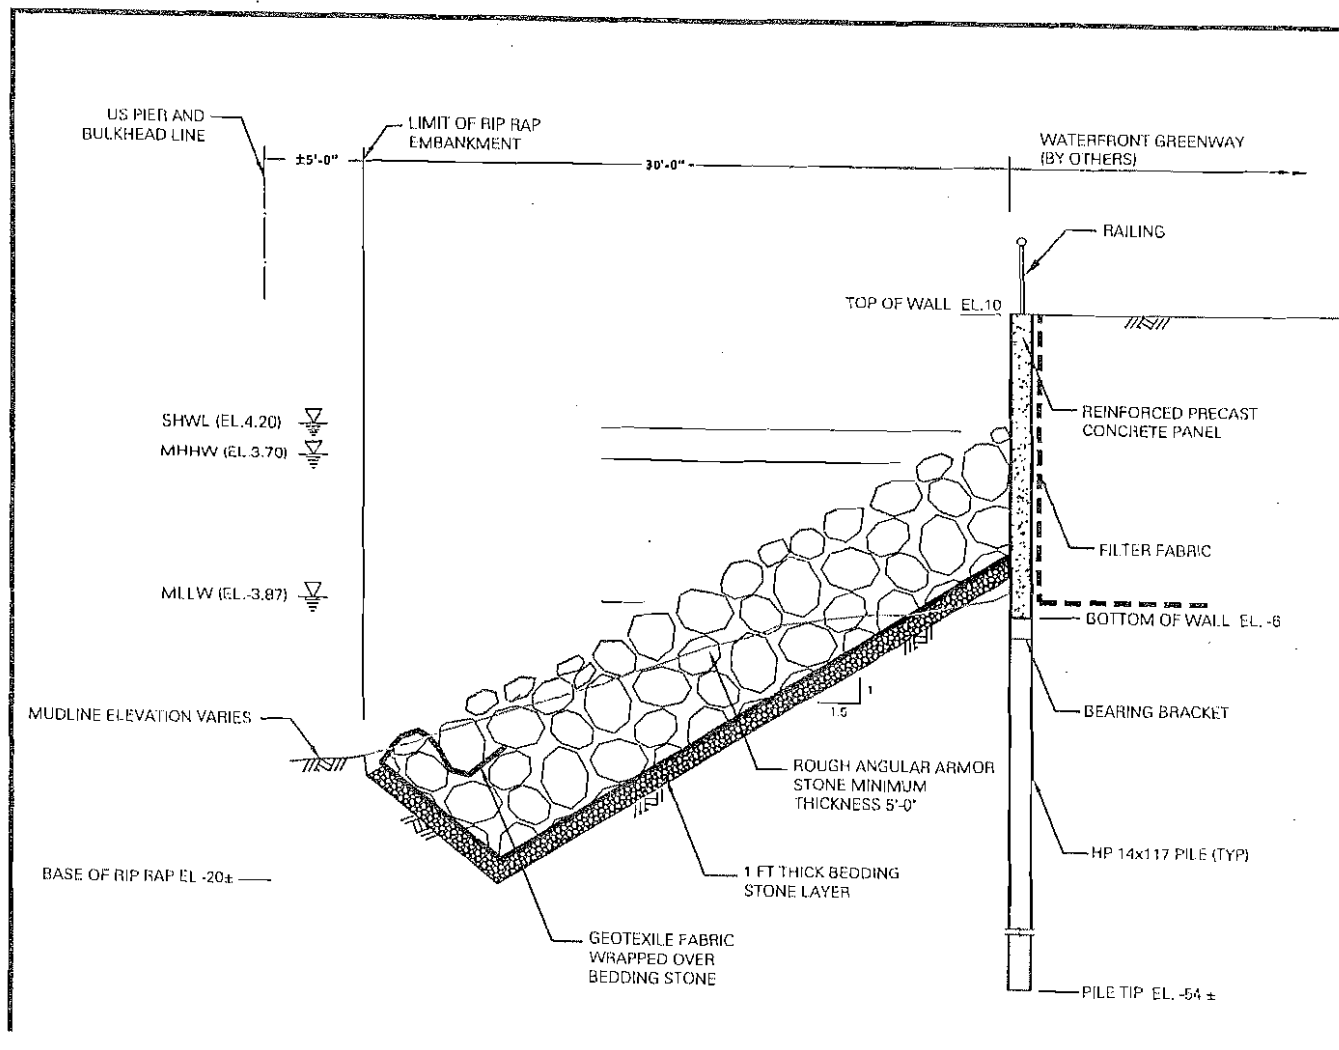 US PIER AND
BULKHEAD LINE
±5'-0"
LIMIT OF RIP RAP
EMBANKMENT
30'-0"
WATERFRONT GREENWAY
(BY OTHERS)
RAILING
TOP OF WALL EL.10
SHWL (EL.4.20)
MHHW (EL.3.70)
REINFORCED PRECAST
CONCRETE PANEL
FILTER FABRIC
MLLW (EL.-3.87)
BOTTOM OF WALL EL. -6
1
1.5
MUDLINE ELEVATION VARIES
BEARING BRACKET
ROUGH ANGULAR ARMOR
STONE MINIMUM
THICKNESS 5'-0"
HP 14x117 PILE (TYP)
BASE OF RIP RAP EL -20±
1 FT THICK BEDDING
STONE LAYER
GEOTEXILE FABRIC
WRAPPED OVER
BEDDING STONE
PILE TIP EL. -54 ±